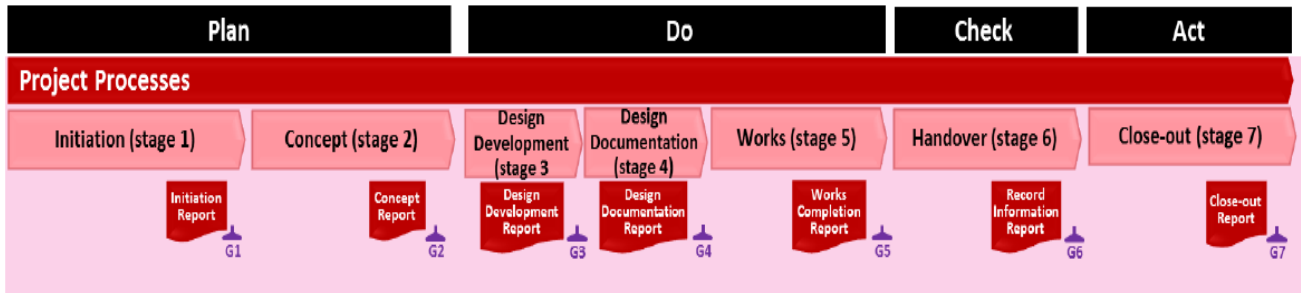 Plan
Do
Check
Act
Project Processes
Initiation (stage 1)
Concept (stage 2)
Design
Development
(stage 3
Design
Documentation
(stage 4)
Works (stage 5)
Handover (stage 6)
Close-out (stage 7)
Initiation
Report
G1
Concept
Report
G2
Design
Development
Report
G3
Design
Documentation
Report
G4
Works
Completion
Report
G5
Record
Information
Report
G6
Close-out
Report
G7